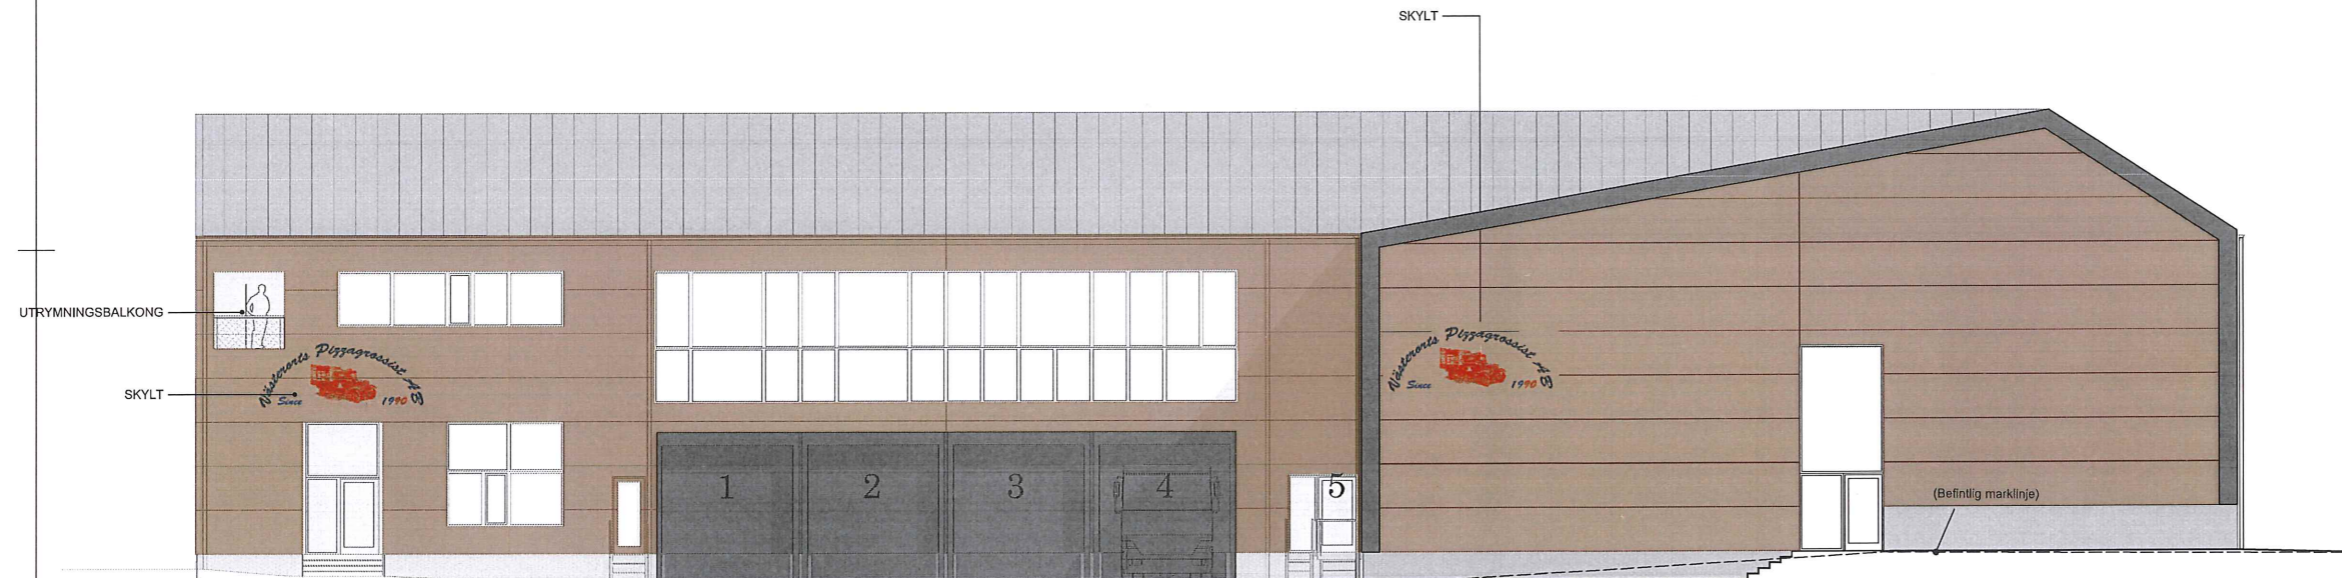 SKYLT
UTRYMNINGSBALKONG
Västerorts Pizzagrossist AB
Since 1990
SKYLT
Västerorts Pizzagrossist AB
Since 1990
1
2
3
4
5
(Befintlig marklinje)